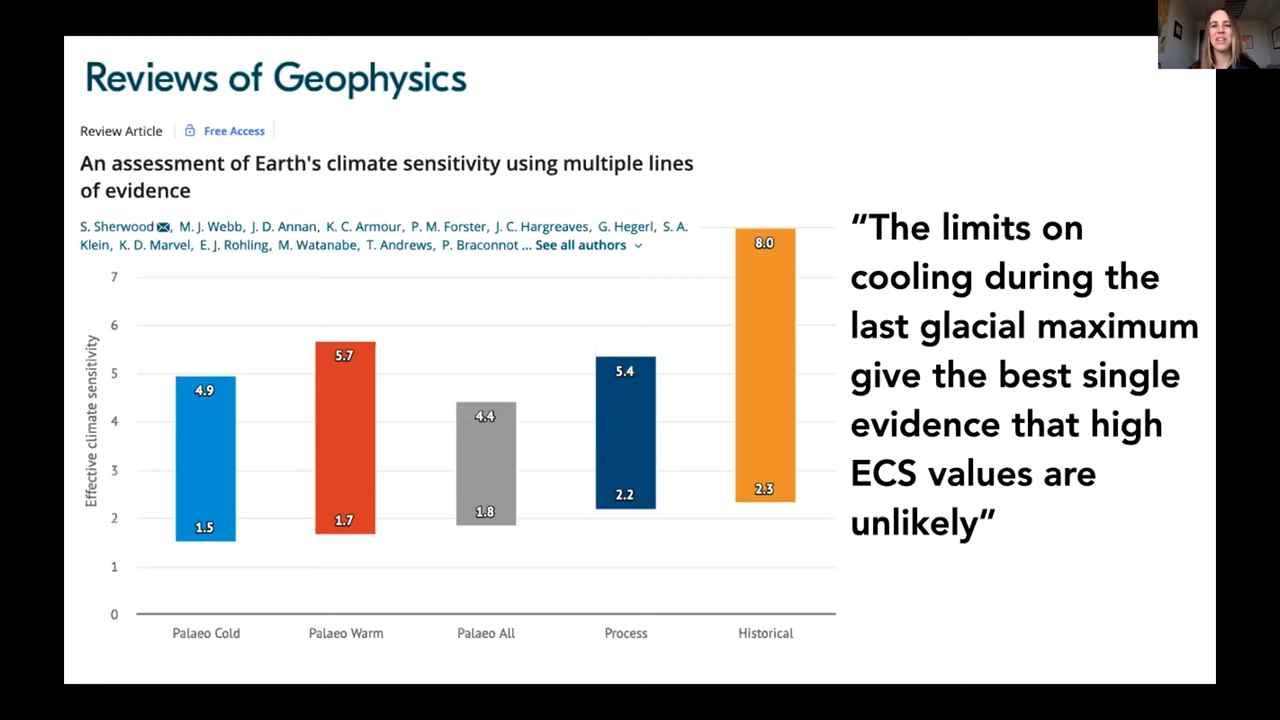 Reviews of Geophysics
Review Article
Free Access
An assessment of Earth's climate sensitivity using multiple lines
of evidence
S. Sherwood, M. J. Webb, J. D. Annan, K. C. Armour, P. M. Forster, J. C. Hargreaves, G. Hegerl, S. A.
Klein, K. D. Marvel, E. J. Rohling, M. Watanabe, T. Andrews, P. Braconnot ... See all authors
Effective climate sensitivity
7
6
5
4
3
2
1
0
4.9
1.5
5.7
1.7
4.4
1.8
5.4
2.2
8.0
2.3
Palaeo Cold
Palaeo Warm
Palaeo All
Process
Historical
“The limits on
cooling during the
last glacial maximum
give the best single
evidence that high
ECS values are
unlikely”